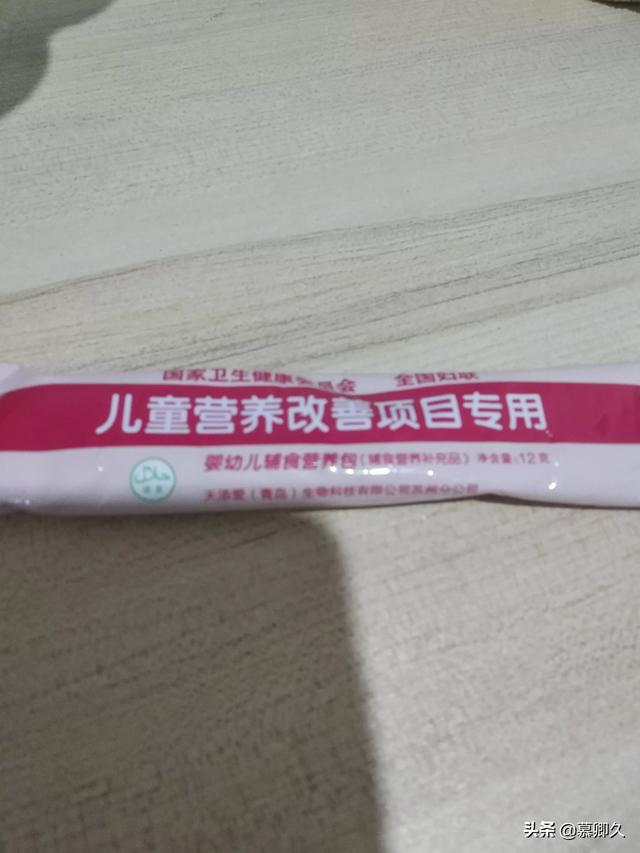 国家卫生健康委员会 全国妇联
儿童营养改善项目专用
婴幼儿辅食营养包（辅食营养补充品） 净含量：12克
حلال
清真
天添爱（青岛）生物科技有限公司苏州分公司
头条 @慕卿久